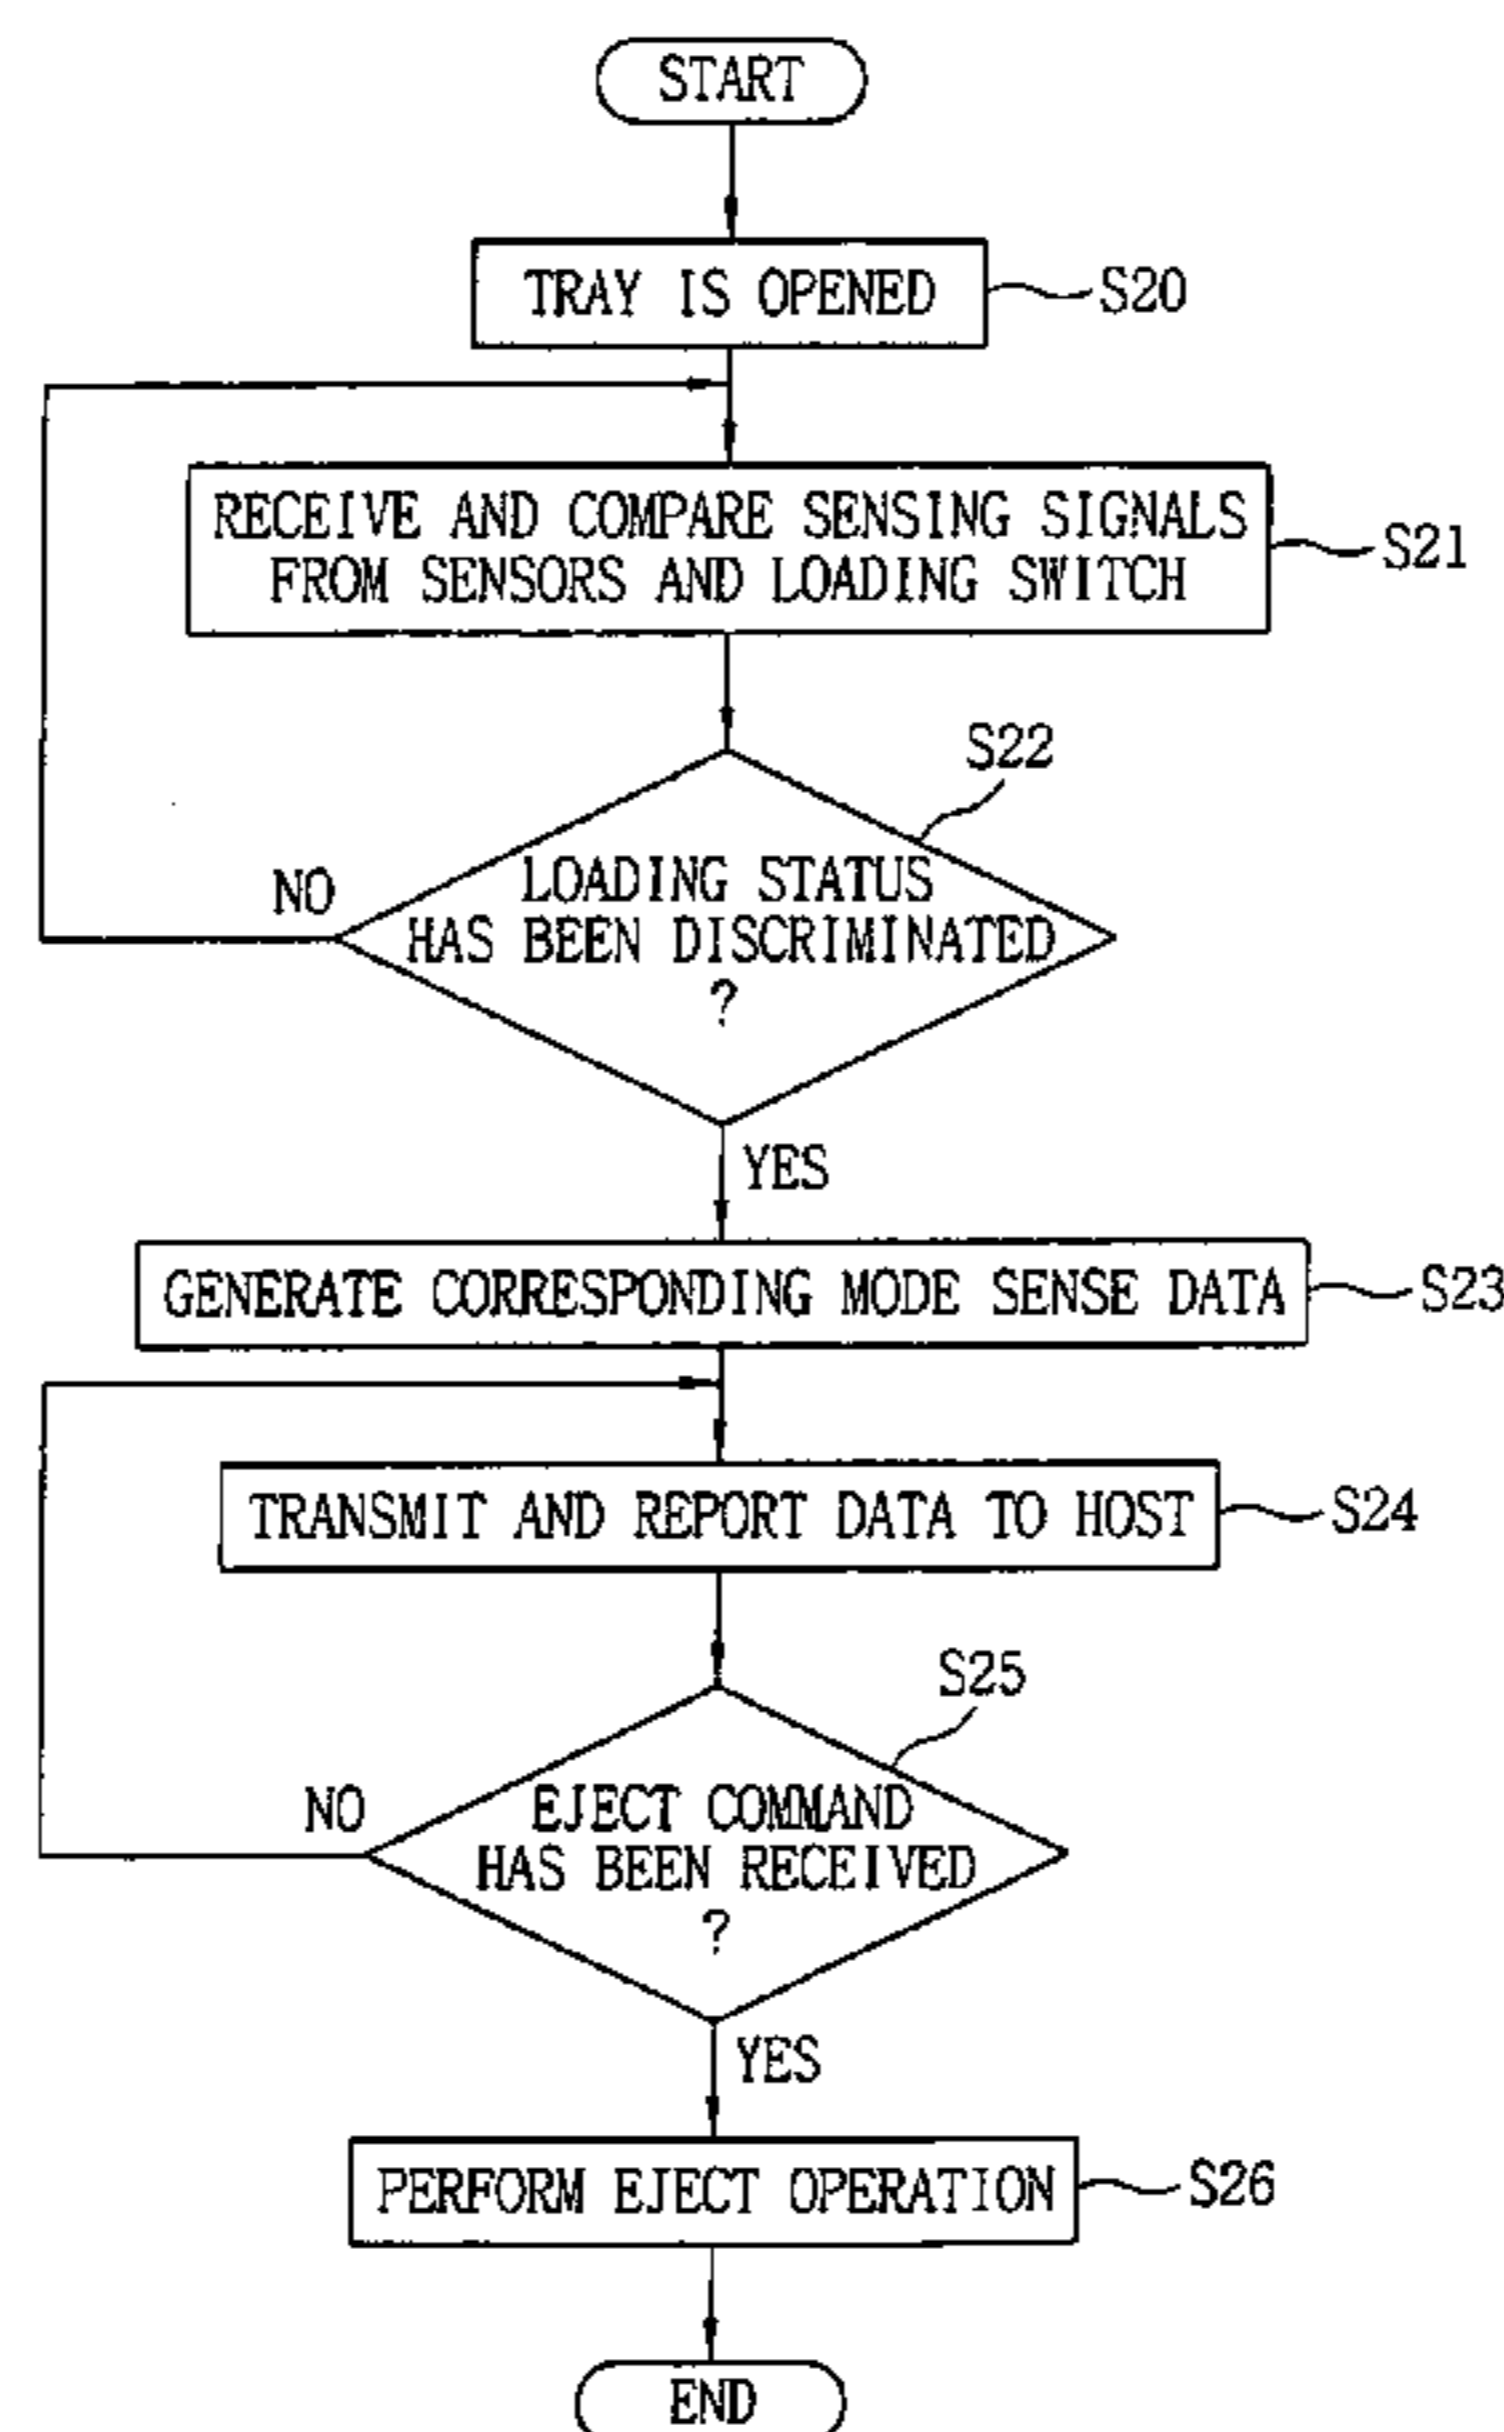 START
TRAY IS OPENED
S20
RECEIVE AND COMPARE SENSING SIGNALS
FROM SENSORS AND LOADING SWITCH
S21
S22
LOADING STATUS
HAS BEEN DISCRIMINATED
?
NO
YES
GENERATE CORRESPONDING MODE SENSE DATA
S23
TRANSMIT AND REPORT DATA TO HOST
S24
S25
EJECT COMMAND
HAS BEEN RECEIVED
?
NO
YES
PERFORM EJECT OPERATION
S26
END